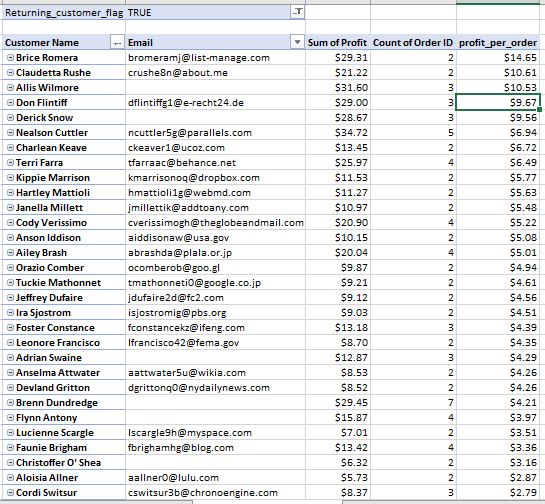 Returning_customer_flag TRUE
Customer Name Email Sum of Profit Count of Order ID profit_per_order
Brice Romera bromeramj@list-manage.com $29.31 2 $14.65
Claudetta Rushe crushe8n@about.me $21.22 2 $10.61
Allis Wilmore $31.60 3 $10.53
Don Flintiff dflintiffg1@e-recht24.de $29.00 3 $9.67
Derick Snow $28.67 3 $9.56
Nealson Cuttler ncuttler5g@parallels.com $34.72 5 $6.94
Charlean Keave ckeaver1@ucoz.com $13.45 2 $6.72
Terri Farra tfarraac@behance.net $25.97 4 $6.49
Kippie Marrison kmarrisonoq@dropbox.com $11.53 2 $5.77
Hartley Mattioli hmattioli1g@webmd.com $11.27 2 $5.63
Janella Millett jmillettik@addtoany.com $10.97 2 $5.48
Cody Verissimo cverissimogh@theglobeandmail.com $20.90 4 $5.22
Anson Iddison aiddisonaw@usa.gov $10.15 2 $5.08
Ailey Brash abrashda@plala.or.jp $20.04 4 $5.01
Orazio Comber ocomberob@goo.gl $9.87 2 $4.94
Tuckie Mathonnet tmathonneti0@google.co.jp $9.21 2 $4.61
Jeffrey Dufaire jdufaire2d@fc2.com $9.12 2 $4.56
Ira Sjostrom isjostromig@pbs.org $9.03 2 $4.51
Foster Constance fconstancekz@ifeng.com $13.18 3 $4.39
Leonore Francisco lfrancisco42@fema.gov $8.70 2 $4.35
Adrian Swaine $12.87 3 $4.29
Anselma Attwater aattwater5u@wikia.com $8.53 2 $4.26
Devland Gritton dgrittonq0@nydailynews.com $8.52 2 $4.26
Brenn Dundredge $29.45 7 $4.21
Flynn Antony $15.87 4 $3.97
Lucienne Scargle lscargle9h@myspace.com $7.01 2 $3.51
Faunie Brigham fbrighamhg@blog.com $13.42 4 $3.36
Christoffer O' Shea $6.32 2 $3.16
Aloisia Allner aallner0@lulu.com $5.73 2 $2.87
Cordi Switsur cswitsur3b@chronoengine.com $8.37 3 $2.79